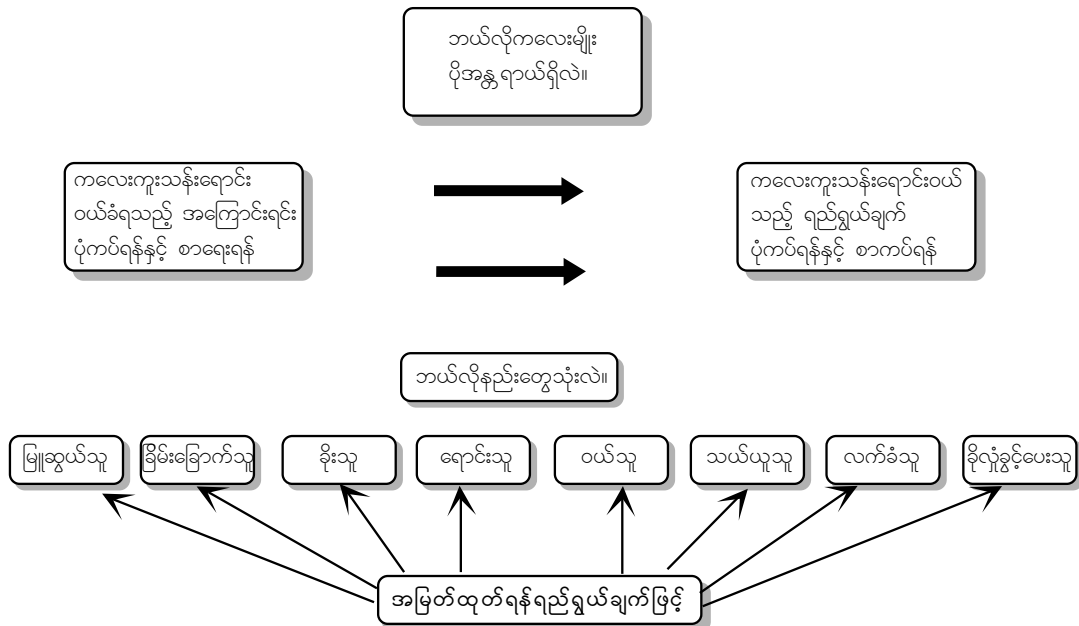 ဘယ်လိုကလေးမျိုး
ပိုအန္တရာယ်ရှိလဲ။
ကလေးကူးသန်းရောင်း
ဝယ်ခံရသည့် အကြောင်းရင်း
ပုံကပ်ရန်နှင့် စာရေးရန်
ကလေးကူးသန်းရောင်းဝယ်
သည့် ရည်ရွယ်ချက်
ပုံကပ်ရန်နှင့် စာကပ်ရန်
ဘယ်လိုနည်းတွေသုံးလဲ။
မြူဆွယ်သူ
ခြိမ်းခြောက်သူ
ခိုးသူ
ရောင်းသူ
ဝယ်သူ
သယ်ယူသူ
လက်ခံသူ
ခိုလှုံခွင့်ပေးသူ
အမြတ်ထုတ်ရန်ရည်ရွယ်ချက်ဖြင့်